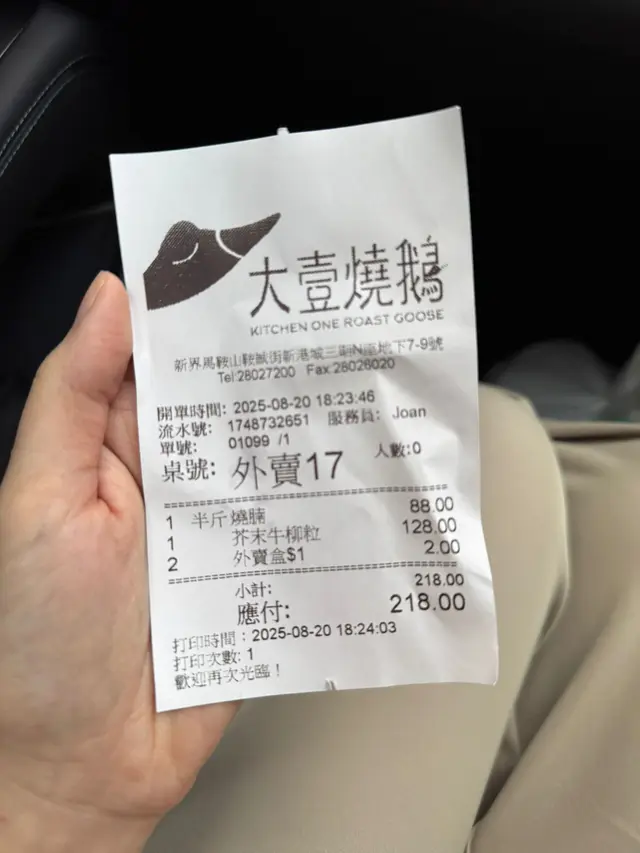 大壹燒鵝
KITCHEN ONE ROAST GOOSE
新界馬鞍山鞍誠街新港城三期N座地下7-9號
Tel:28027200 Fax:28026020
開單時間: 2025-08-20 18:23:46
流水號: 1748732651 服務員: Joan
單號: 01099 /1
桌號: 外賣17 人數:0
1 半斤燒腩 88.00
1 芥末牛柳粒 128.00
2 外賣盒$1 2.00
小計: 218.00
應付: 218.00
打印時間: 2025-08-20 18:24:03
打印次數: 1
歡迎再次光臨!